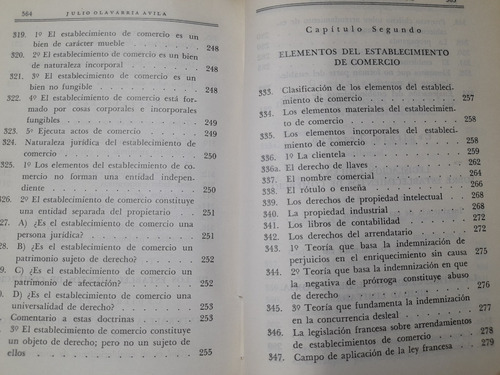 564 JULIO OLAVARRIA AVILA
319. 1º El establecimiento de comercio es un
bien de carácter mueble . . . . . 248
320. 2º El establecimiento de comercio es un bien
de naturaleza incorporal . . . . . 248
321. 3º El establecimiento de comercio es un
bien no fungible . . . . . 248
322. 4º El establecimiento de comercio está for-
mado por cosas corporales e incorporales
fungibles . . . . . 249
323. 5º Ejecuta actos de comercio . . . 249
324. Naturaleza jurídica del establecimiento de
comercio . . . . . 250
325. 1º Los elementos del establecimiento de co-
mercio no forman una entidad indepen-
diente . . . . . 250
326. 2º El establecimiento de comercio constituye
una entidad separada del propietario . 251
27. A) ¿Es el establecimiento de comercio una
persona jurídica? . . . . . 251
28. B) ¿Es el establecimiento de comercio un
patrimonio sujeto de derecho? . . . 252
9. C) ¿Es el establecimiento de comercio un
patrimonio de afectación? . . . . 252
D) ¿Es el establecimiento de comercio una
universalidad de derecho? . . . . 253
Comentario a estas doctrinas . . . 253
3º El establecimiento de comercio constituye
un objeto de derecho; pero no un sujeto de
ellos . . . . . 255
Capítulo Segundo
ELEMENTOS DEL ESTABLECIMIENTO
DE COMERCIO
333. Clasificación de los elementos del estableci-
miento de comercio . . . . . 257
334. Los elementos materiales del establecimien-
to de comercio . . . . . 258
335. Los elementos incorporales del estableci-
miento de comercio . . . . . 258
336. 1º La clientela . . . . . 259
336a. El derecho de llaves . . . . . 262
337. El nombre comercial . . . . . 264
338. El rótulo o enseña . . . . . 266
339. Los derechos de propiedad intelectual . 268
340. La propiedad industrial . . . . 268
341. Los libros de contabilidad . . . . 272
342. Los derechos del arrendatario . . . 272
343. 1º Teoría que basa la indemnización de
perjuicios en el enriquecimiento sin causa 275
344. 2º Teoría que basa la indemnización en que
la negativa de prórroga constituye abuso
de derecho . . . . . 276
345. 3º Teoría que fundamenta la indemnización
en la concurrencia desleal . . . . 277
346. La legislación francesa sobre arrendamientos
de establecimientos de comercio . . 278
347. Campo de aplicación de la ley francesa . 279